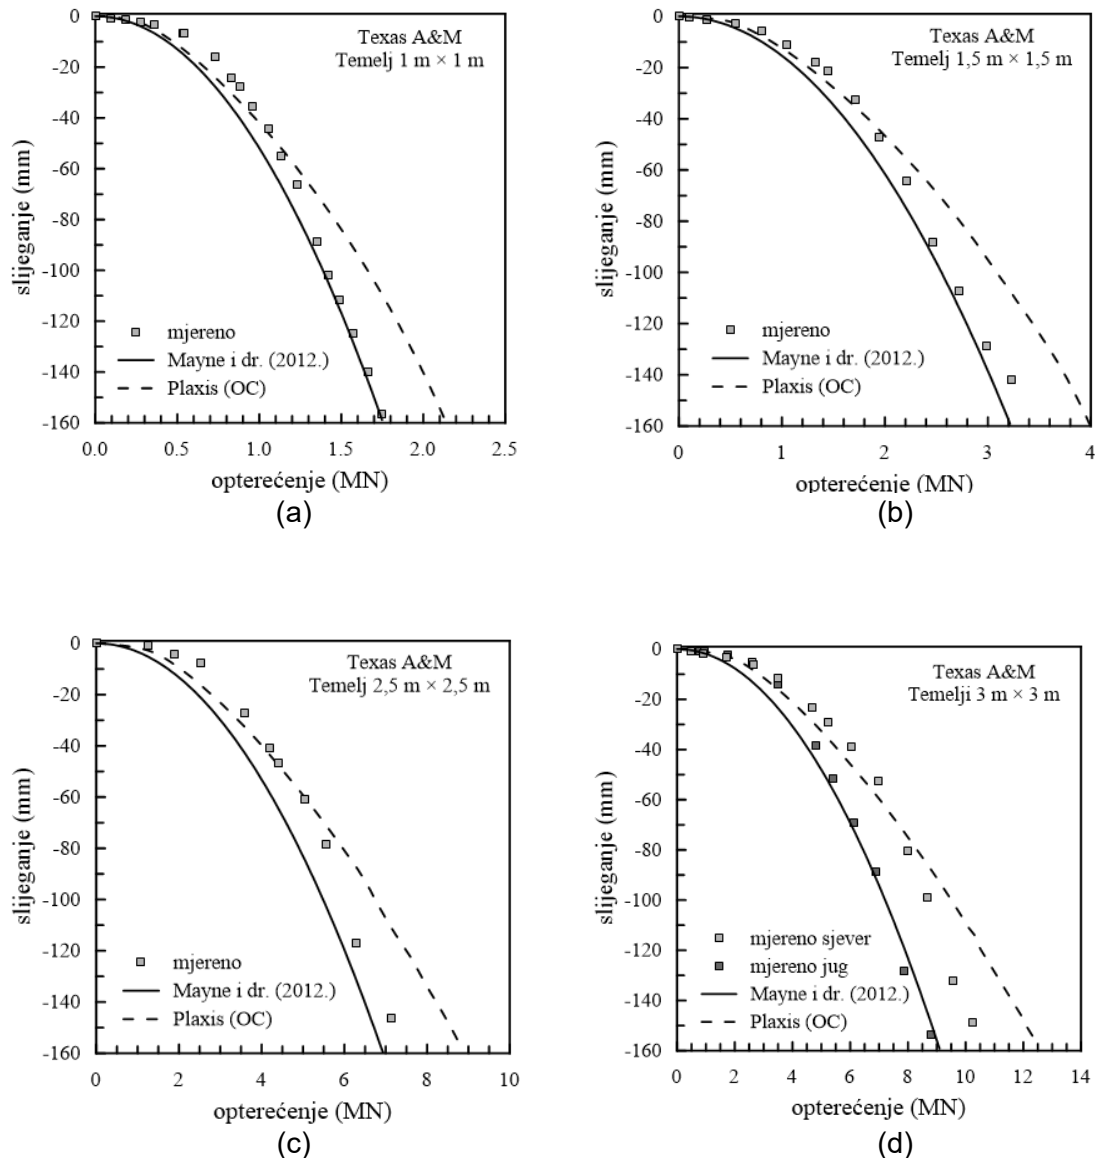 Texas A&M
Temelj 1 m × 1 m
0
-20
-40
-60
-80
-100
-120
-140
-160
slijeganje (mm)
mjereno
Mayne i dr. (2012.)
Plaxis (OC)
0.0 0.5 1.0 1.5 2.0 2.5
opterećenje (MN)
(a)
Texas A&M
Temelj 1,5 m × 1,5 m
0
-20
-40
-60
-80
-100
-120
-140
-160
slijeganje (mm)
mjereno
Mayne i dr. (2012.)
Plaxis (OC)
0 1 2 3 4
opterećenje (MN)
(b)
Texas A&M
Temelj 2,5 m × 2,5 m
0
-20
-40
-60
-80
-100
-120
-140
-160
slijeganje (mm)
mjereno
Mayne i dr. (2012.)
Plaxis (OC)
0 2 4 6 8 10
opterećenje (MN)
(c)
Texas A&M
Temelji 3 m × 3 m
0
-20
-40
-60
-80
-100
-120
-140
-160
slijeganje (mm)
mjereno sjever
mjereno jug
Mayne i dr. (2012.)
Plaxis (OC)
0 2 4 6 8 10 12 14
opterećenje (MN)
(d)